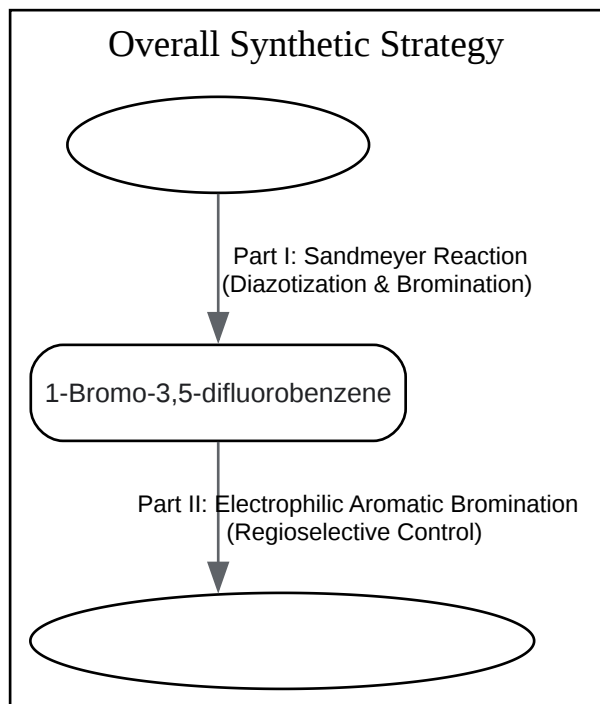 Overall Synthetic Strategy
Part I: Sandmeyer Reaction
(Diazotization & Bromination)
1-Bromo-3,5-difluorobenzene
Part II: Electrophilic Aromatic Bromination
(Regioselective Control)